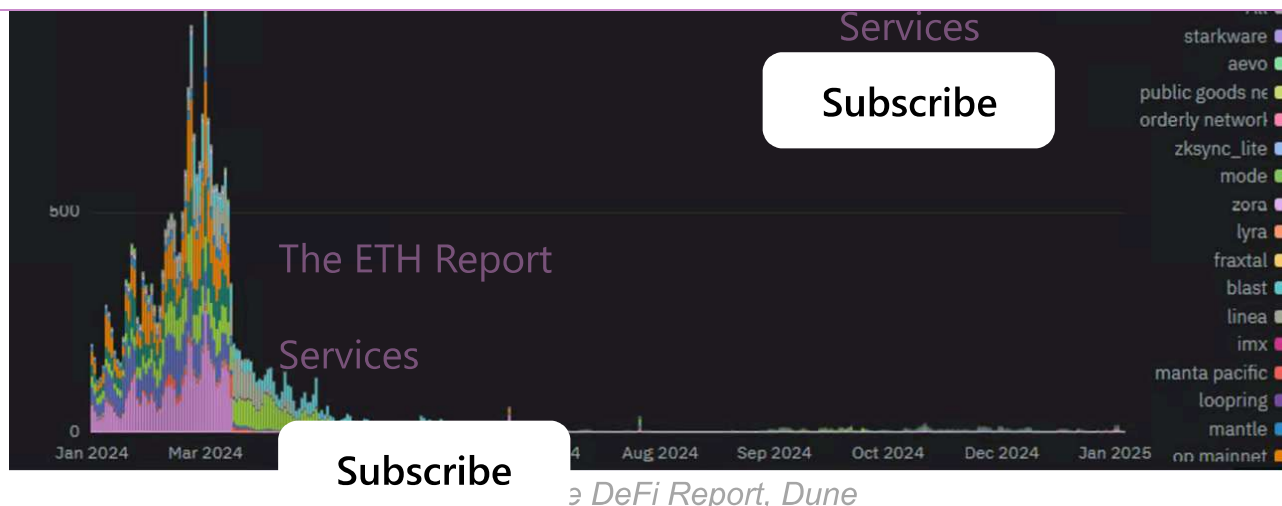 Services
Subscribe
starkware
aevo
public goods ne
orderly network
zksync_lite
mode
zora
lyra
fraxtal
blast
linea
imx
manta pacific
loopring
mantle
op mainnet
500
The ETH Report
Services
0
Jan 2024 Mar 2024 4 Aug 2024 Sep 2024 Oct 2024 Dec 2024 Jan 2025
Subscribe
e DeFi Report, Dune